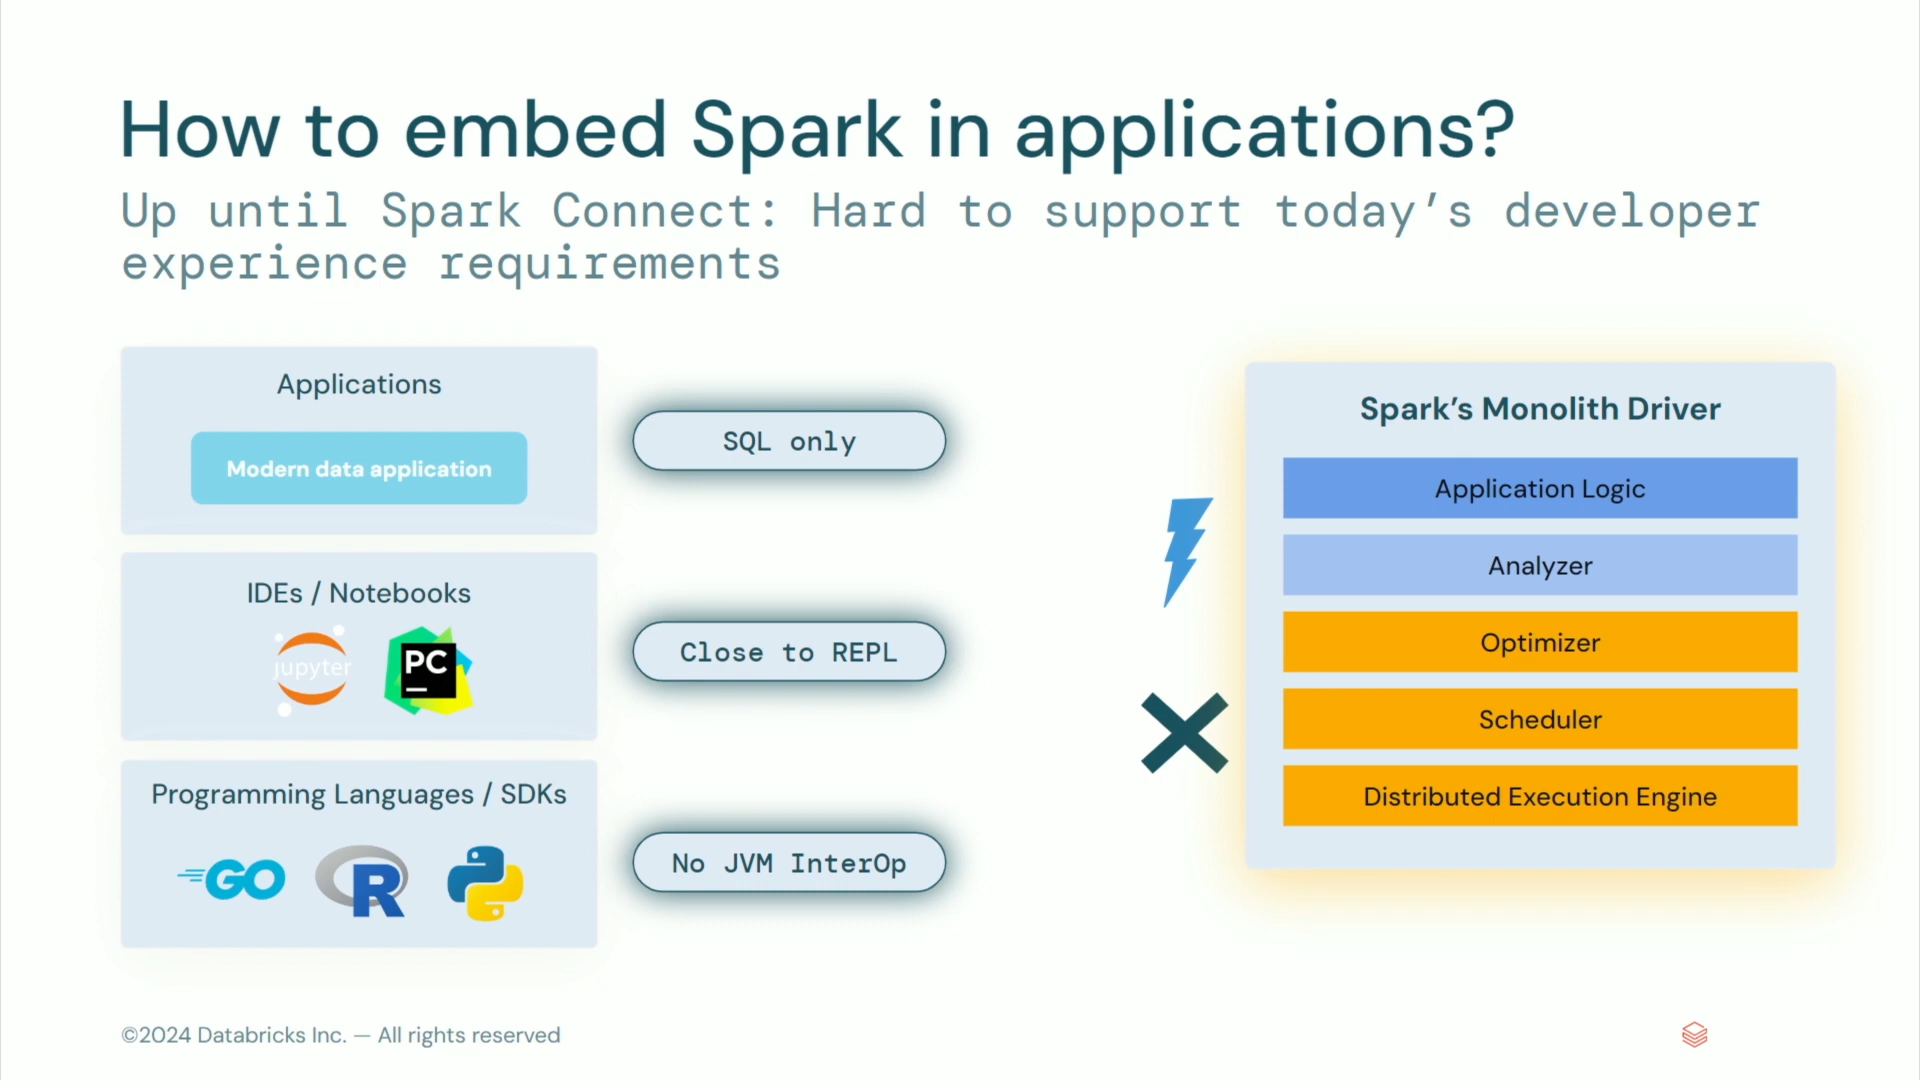 How to embed Spark in applications?
Up until Spark Connect: Hard to support today’s developer
experience requirements
Applications
Modern data application
SQL only
IDEs / Notebooks
jupyter
PC
Close to REPL
Programming Languages / SDKs
GO
R
No JVM InterOp
Spark’s Monolith Driver
Application Logic
Analyzer
Optimizer
Scheduler
Distributed Execution Engine
©2024 Databricks Inc. — All rights reserved